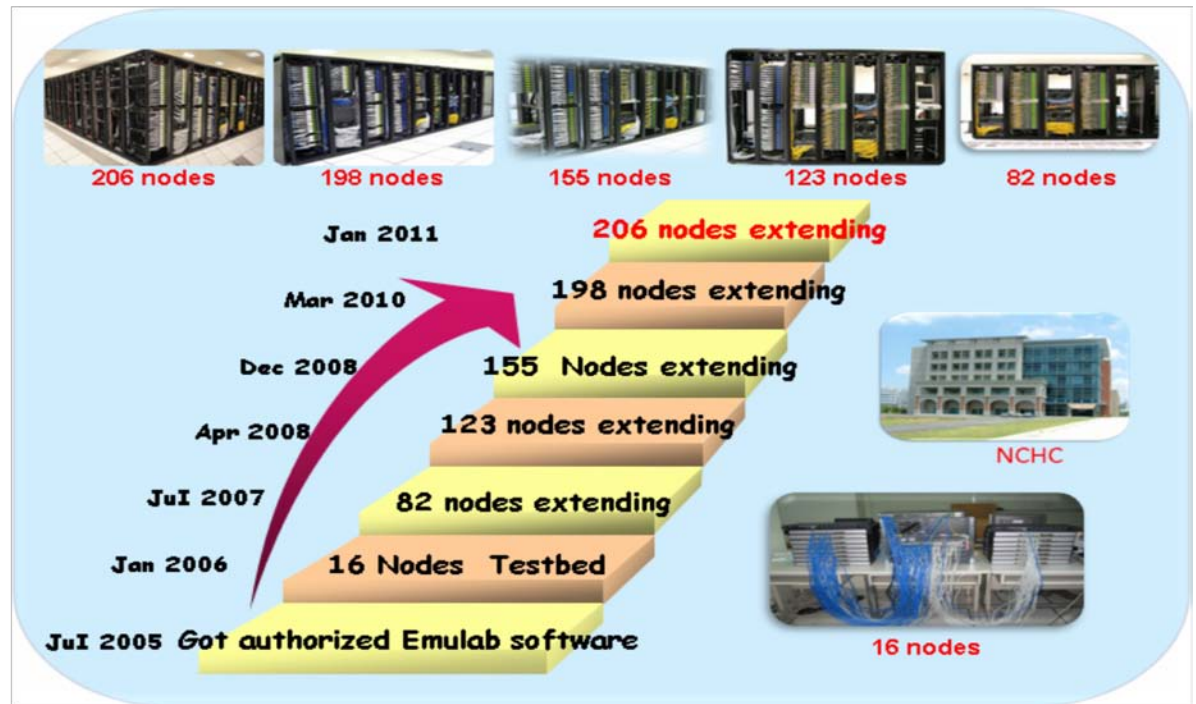 206 nodes
198 nodes
155 nodes
123 nodes
82 nodes
Jan 2011
206 nodes extending
Mar 2010
198 nodes extending
Dec 2008
155 Nodes extending
Apr 2008
123 nodes extending
Jul 2007
82 nodes extending
Jan 2006
16 Nodes Testbed
Jul 2005
Got authorized Emulab software
NCHC
16 nodes